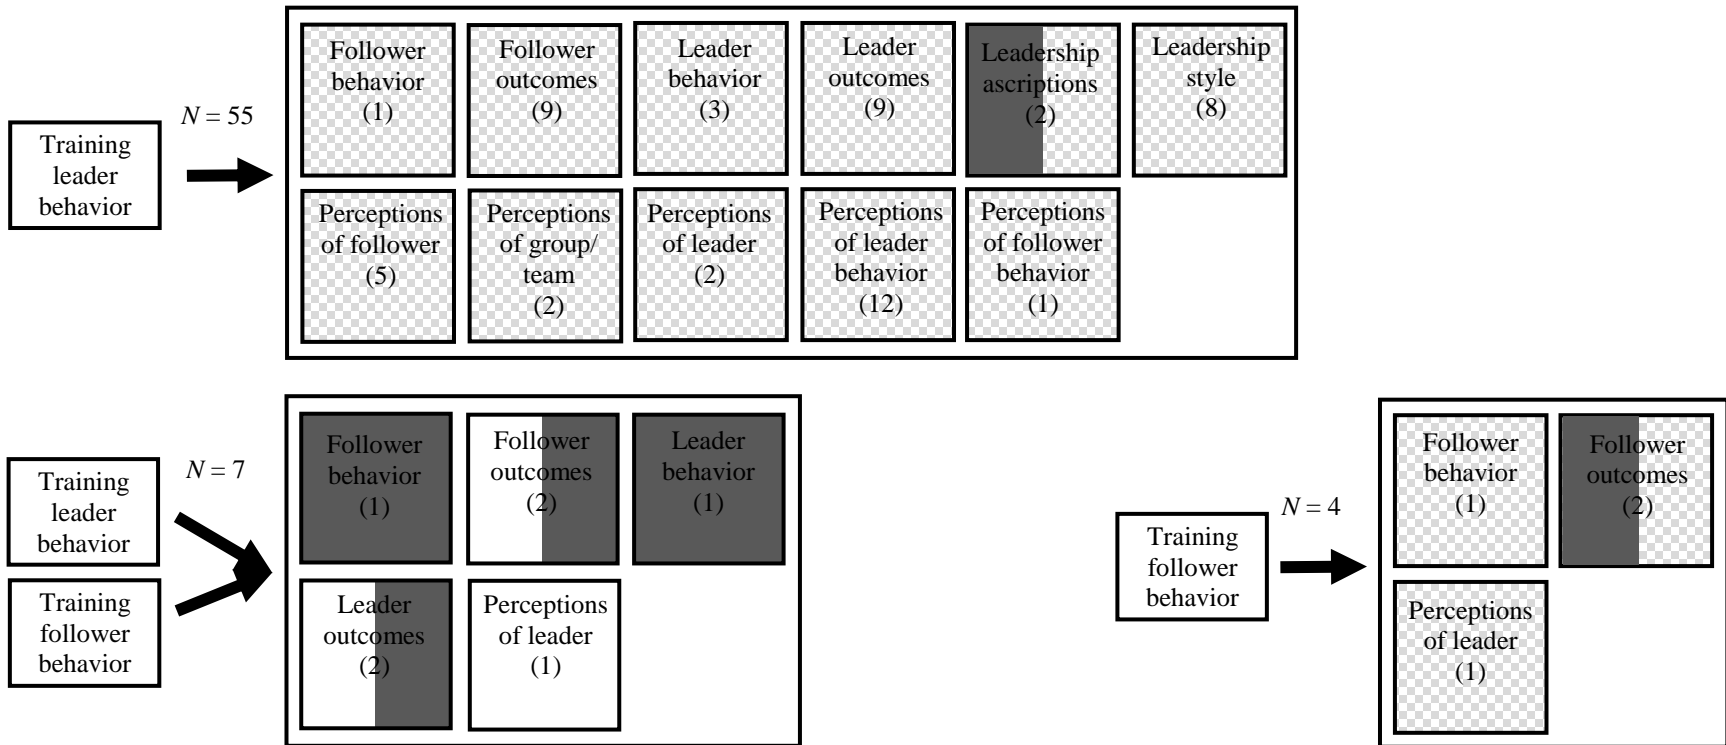 Training
leader
behavior
N = 55
Follower
behavior
(1)
Follower
outcomes
(9)
Leader
behavior
(3)
Leader
outcomes
(9)
Leadership
ascriptions
(2)
Leadership
style
(8)
Perceptions
of follower
(5)
Perceptions
of group/
team
(2)
Perceptions
of leader
(2)
Perceptions
of leader
behavior
(12)
Perceptions
of follower
behavior
(1)
Training
leader
behavior
Training
follower
behavior
N = 7
Follower
behavior
(1)
Follower
outcomes
(2)
Leader
behavior
(1)
Leader
outcomes
(2)
Perceptions
of leader
(1)
Training
follower
behavior
N = 4
Follower
behavior
(1)
Follower
outcomes
(2)
Perceptions
of leader
(1)